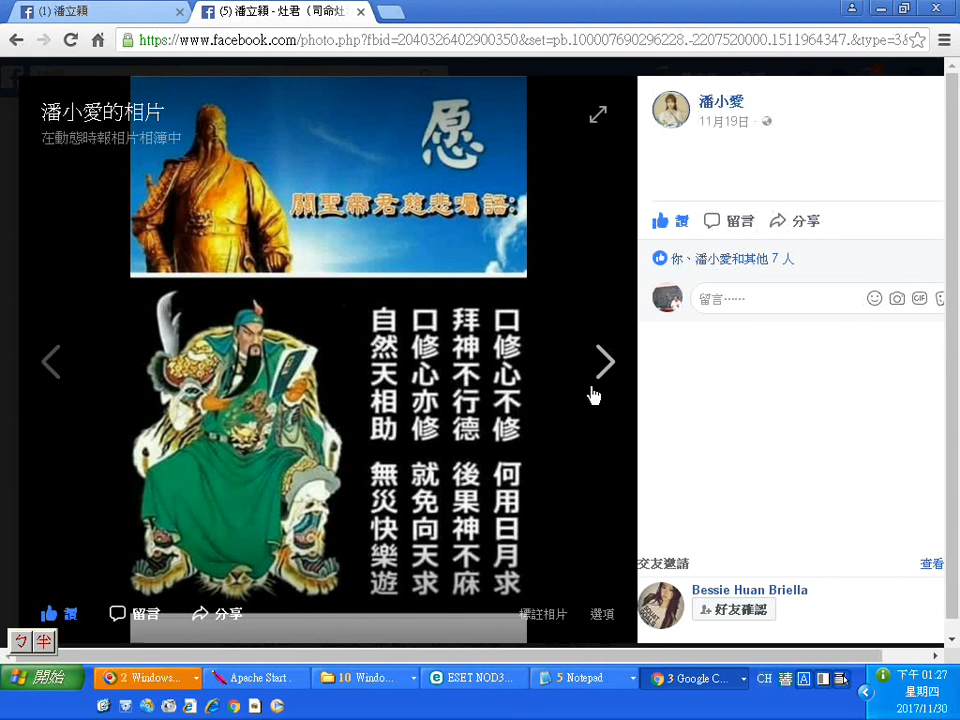 (1) 潘立穎
(5) 潘立穎 - 灶君（司命灶
https://www.facebook.com/photo.php?fbid=2040326402900350&set=pb.100007690296228.-2207520000.1511964347.&type=3&
潘小愛的相片
在動態時報相片相簿中
愿
關聖帝君慈悲囑語:
口修心不修 何用日月求
拜神不行德 後果神不庥
口修心亦修 就免向天求
自然天相助 無災快樂遊
讚 留言 分享
標註相片 選項
潘小愛
11月19日
讚 留言 分享
你、潘小愛和其他 7 人
留言……
GIF
交友邀請
查看
Bessie Huan Briella
好友確認
ㄅ 半
開始
2 Windows...
Apache Start...
10 Windo...
ESET NOD3...
5 Notepad
3 Google C...
CH
A
下午 01:27
星期四
2017/11/30